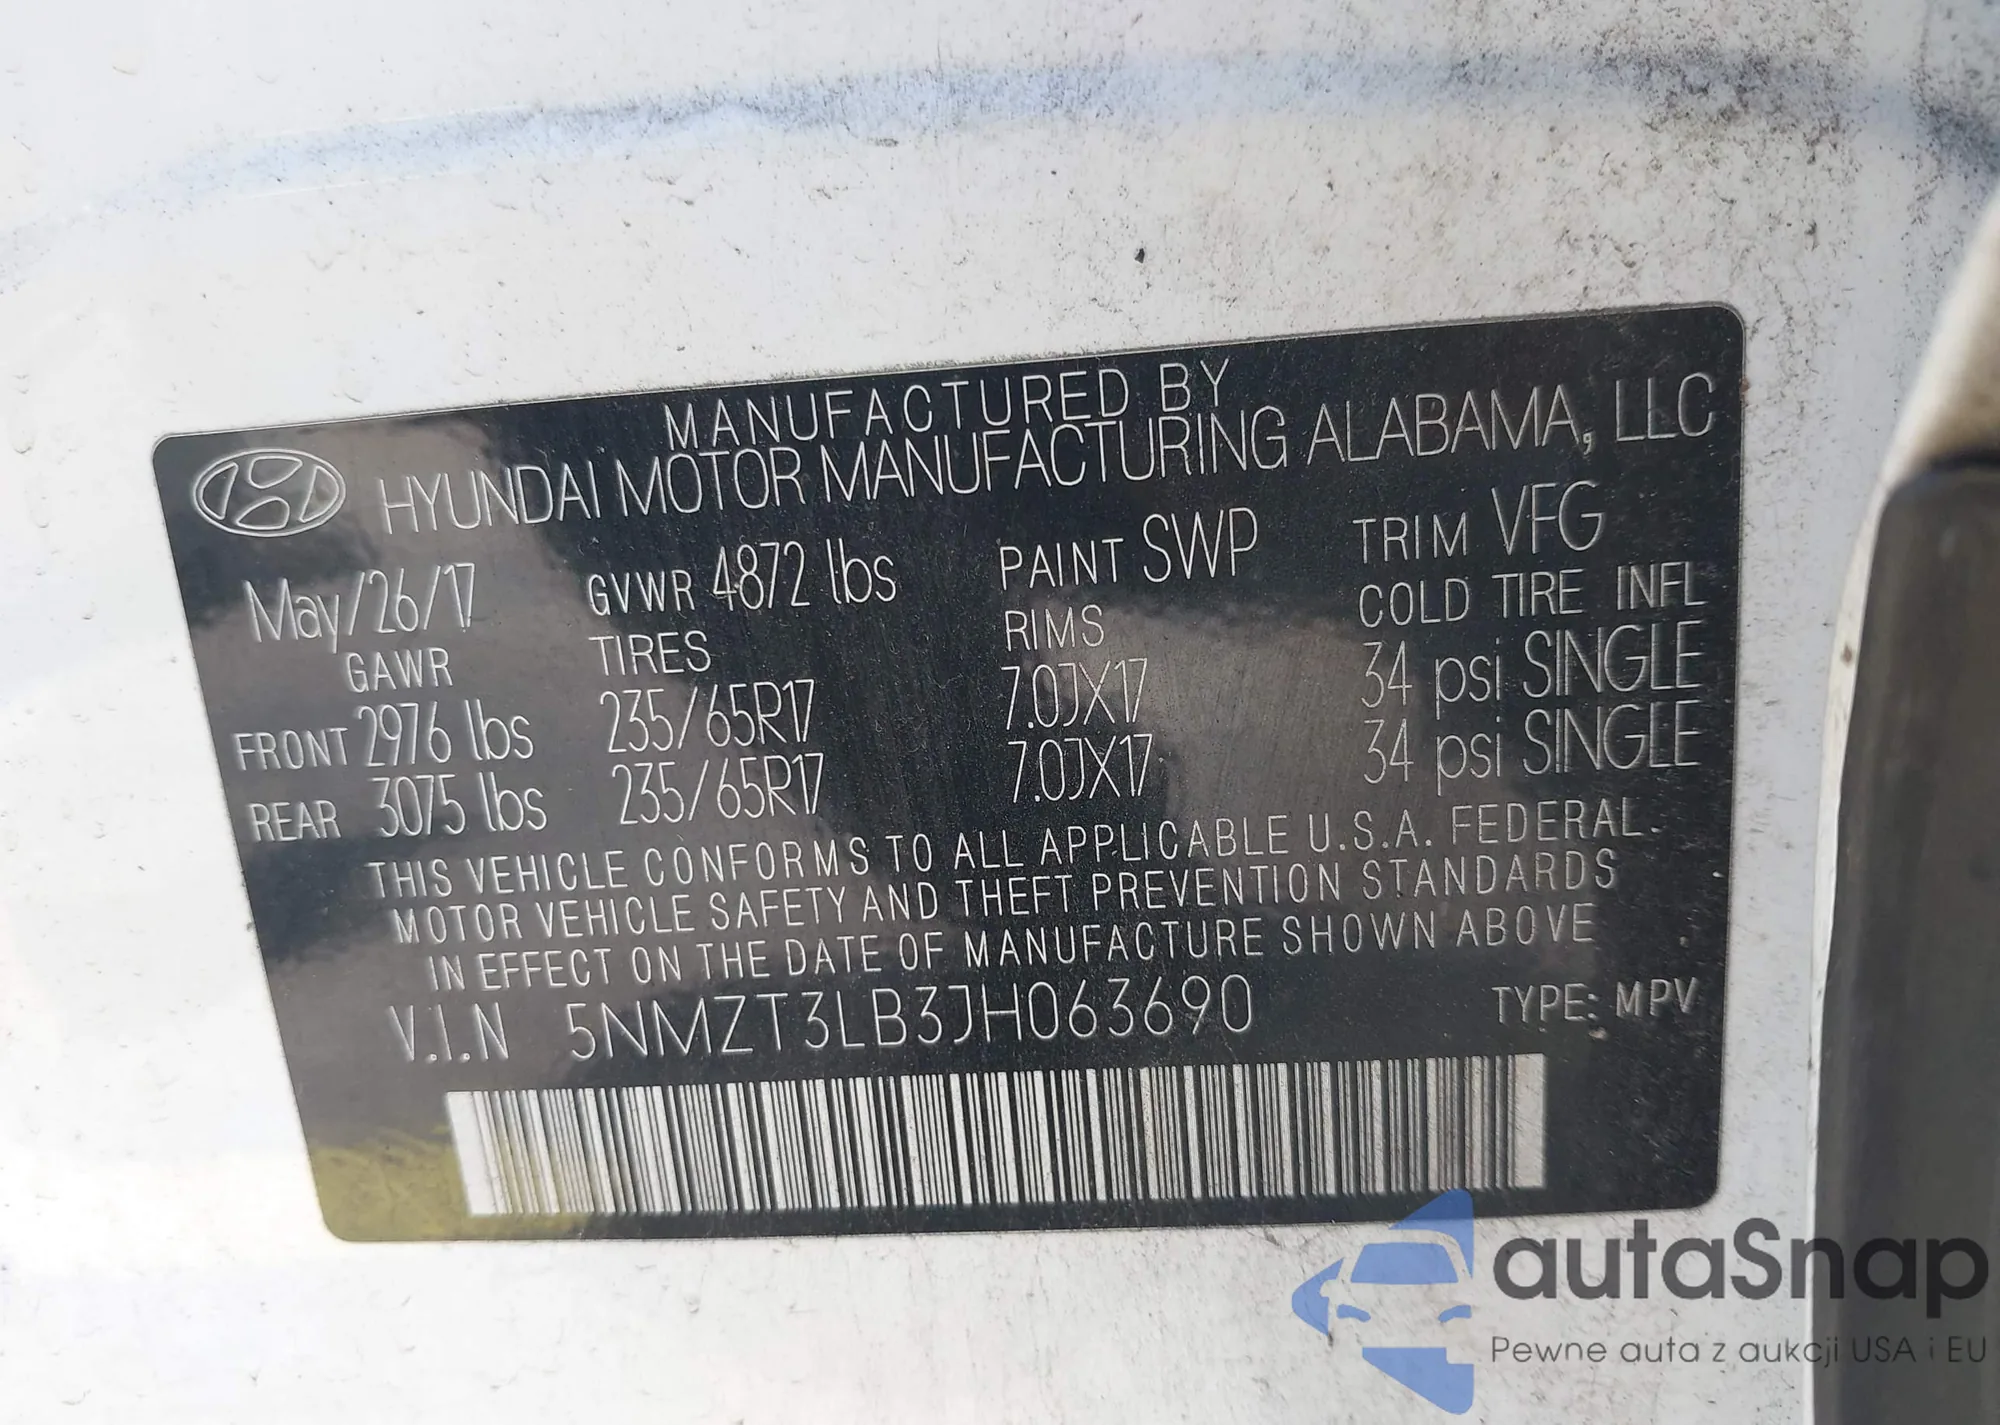 MANUFACTURED BY
HYUNDAI MOTOR MANUFACTURING ALABAMA, LLC
May/26/17 GVWR 4872 lbs PAINT SWP TRIM VFG
GAWR TIRES RIMS COLD TIRE INFL
FRONT 2976 lbs 235/65R17 7.0JX17 34 psi SINGLE
REAR 3075 lbs 235/65R17 7.0JX17 34 psi SINGLE
THIS VEHICLE CONFORMS TO ALL APPLICABLE U.S.A. FEDERAL
MOTOR VEHICLE SAFETY AND THEFT PREVENTION STANDARDS
IN EFFECT ON THE DATE OF MANUFACTURE SHOWN ABOVE
V.I.N 5NMZT3LB3JH063690 TYPE: MPV
autaSnap
Pewne auta z aukcji USA i EU